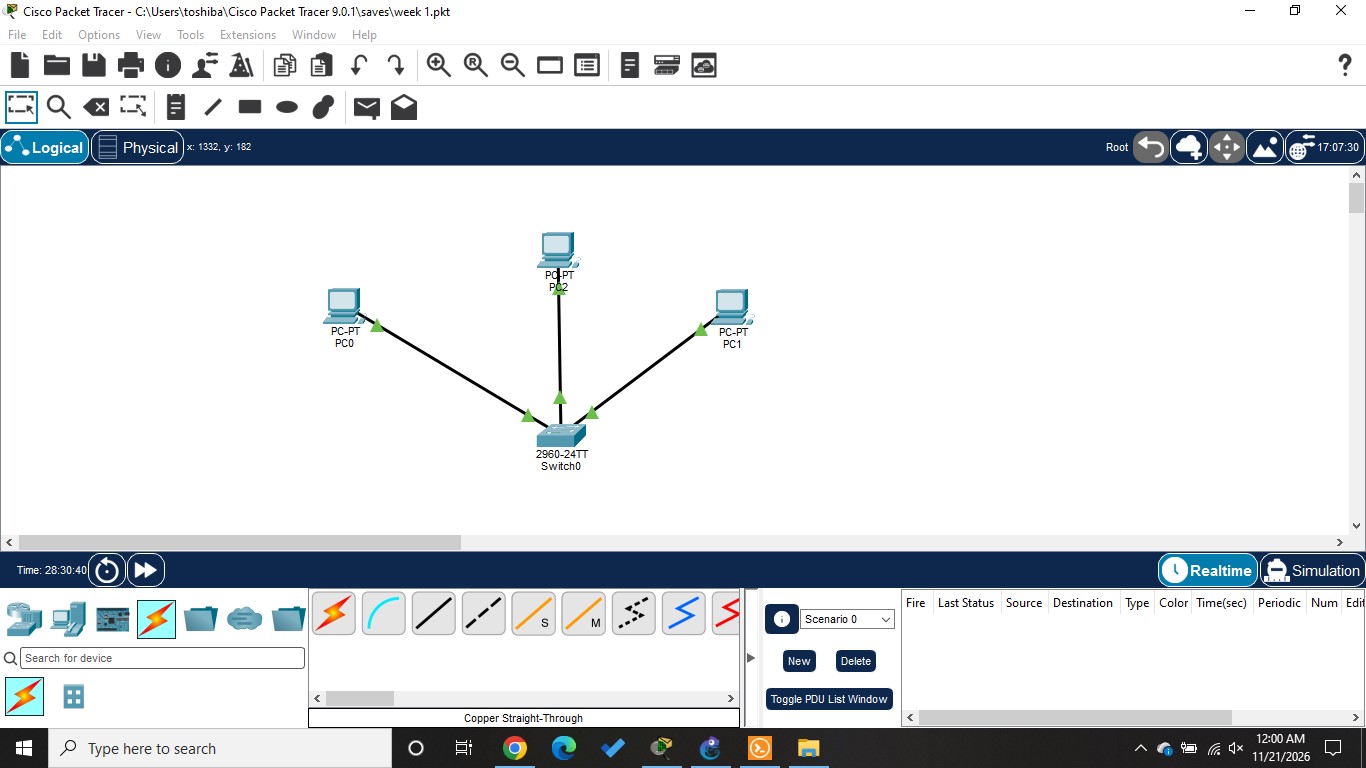 Cisco Packet Tracer - C:\Users\toshiba\Cisco Packet Tracer 9.0.1\saves\week 1.pkt
File Edit Options View Tools Extensions Window Help
Logical Physical x: 1332, y: 182 Root 17:07:30
PC-PT
PC2
PC-PT
PC0
PC-PT
PC1
2960-24TT
Switch0
Time: 28:30:40 Realtime Simulation
S M
Search for device
Copper Straight-Through
Scenario 0
New Delete
Toggle PDU List Window
Fire Last Status Source Destination Type Color Time(sec) Periodic Num Edit
Type here to search
12:00 AM
11/21/2026